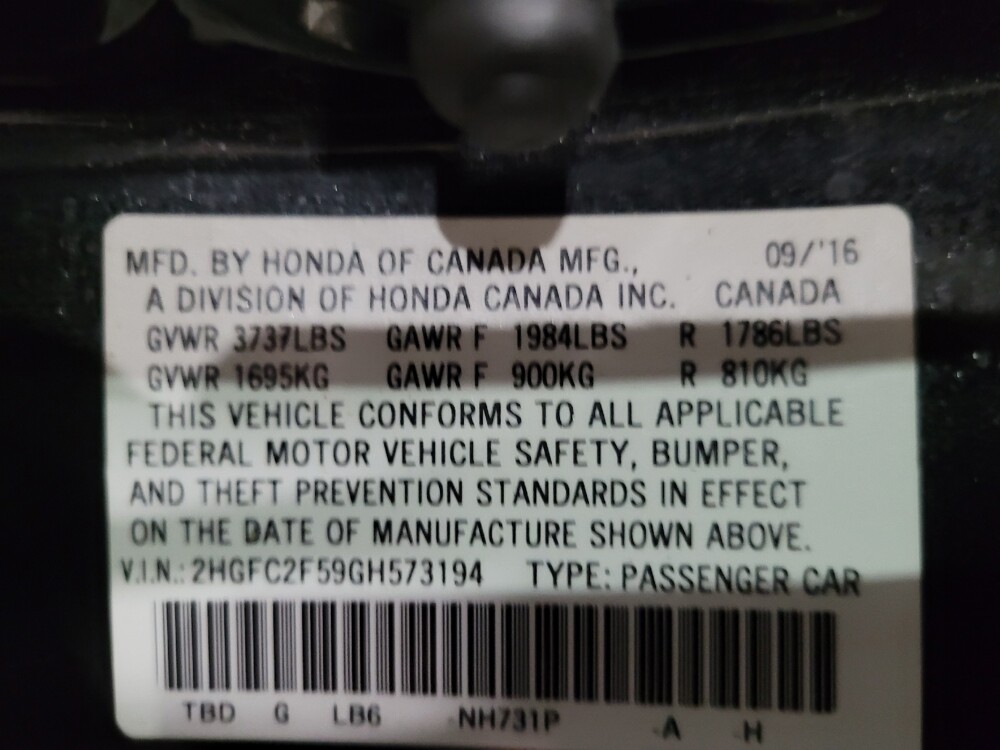 MFD. BY HONDA OF CANADA MFG., 09/'16
A DIVISION OF HONDA CANADA INC. CANADA
GVWR 3737LBS GAWR F 1984LBS R 1786LBS
GVWR 1695KG GAWR F 900KG R 810KG
THIS VEHICLE CONFORMS TO ALL APPLICABLE
FEDERAL MOTOR VEHICLE SAFETY, BUMPER,
AND THEFT PREVENTION STANDARDS IN EFFECT
ON THE DATE OF MANUFACTURE SHOWN ABOVE.
V.I.N.: 2HGFC2F59GH573194 TYPE: PASSENGER CAR
TBD G LB6 -NH731P -A -H